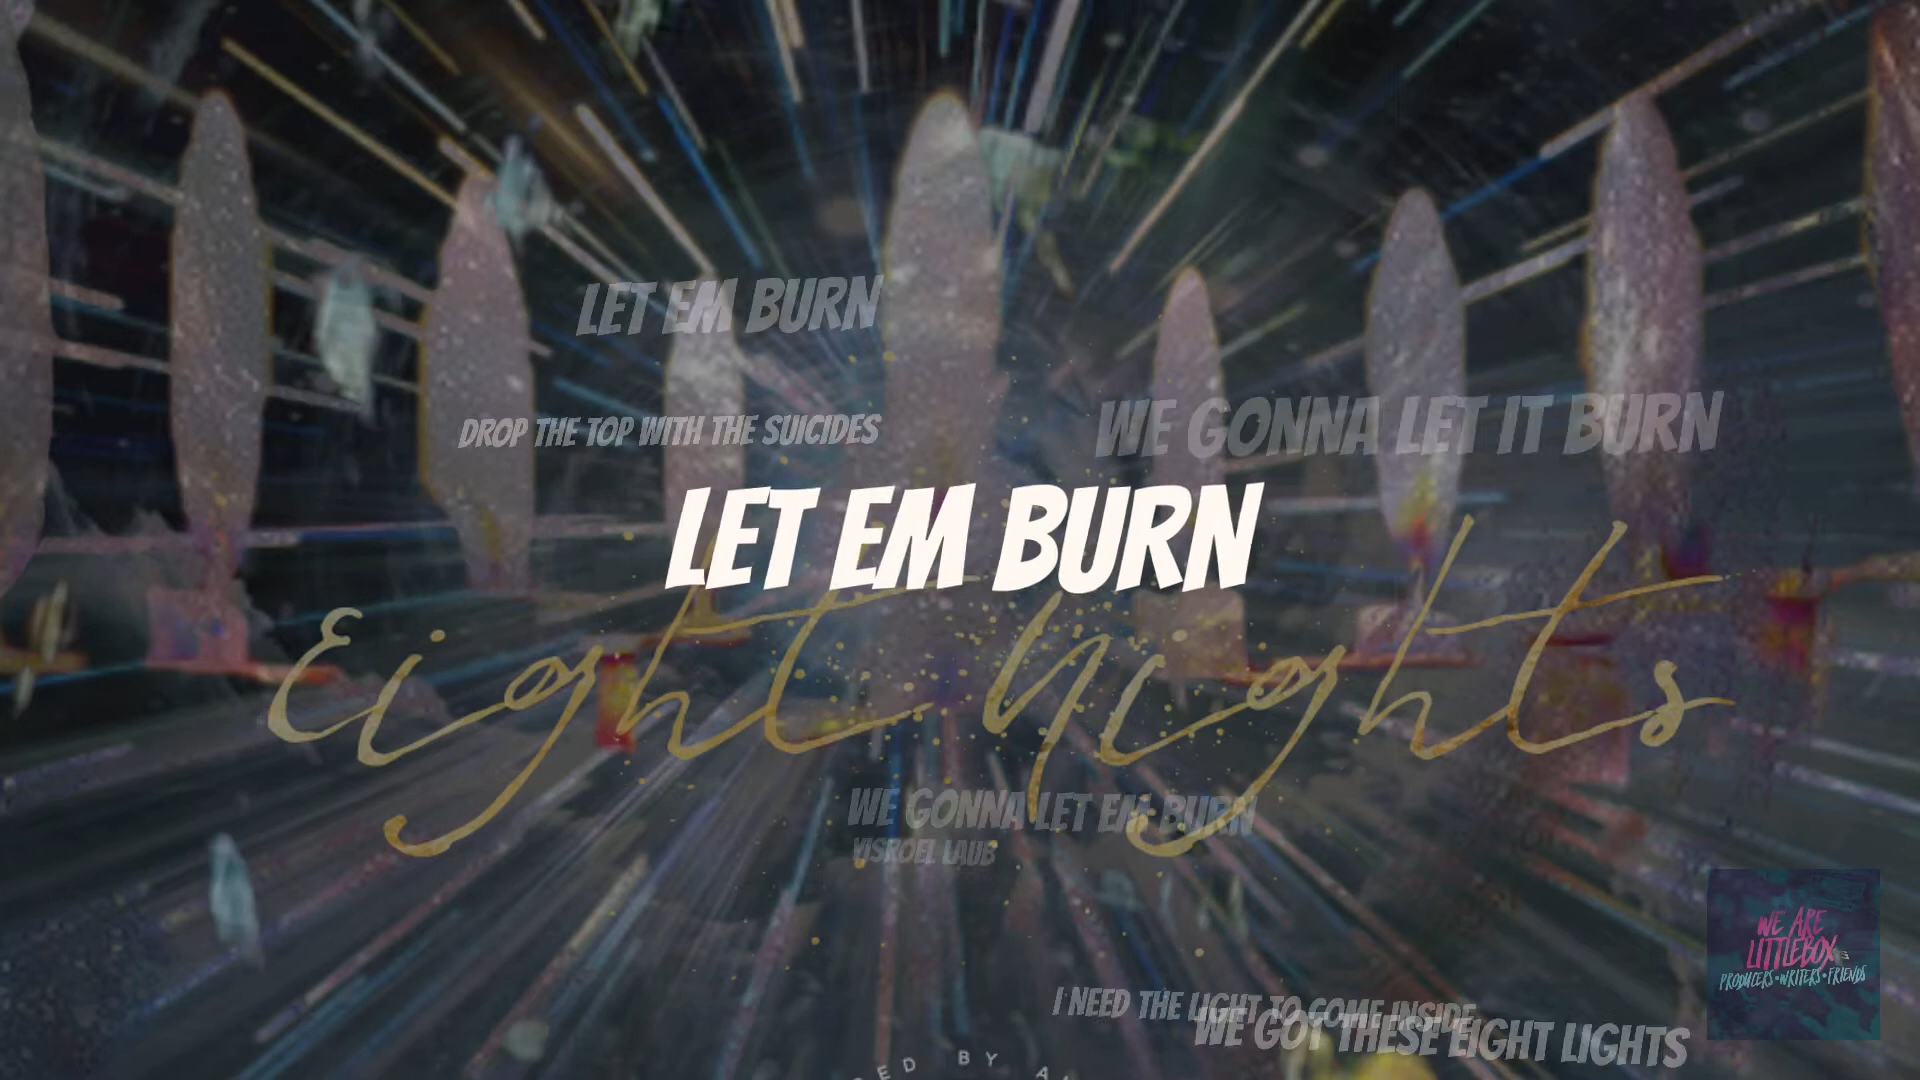 LET EM BURN
DROP THE TOP WITH THE SUICIDES
WE GONNA LET IT BURN
LET EM BURN
Eight Nights
WE GONNA LET EM BURN
YISROEL LAUB
WE ARE
LITTLEBOX
PRODUCERS•WRITERS•FRIENDS
I NEED THE LIGHT TO COME INSIDE
WE GOT THESE EIGHT LIGHTS
BY